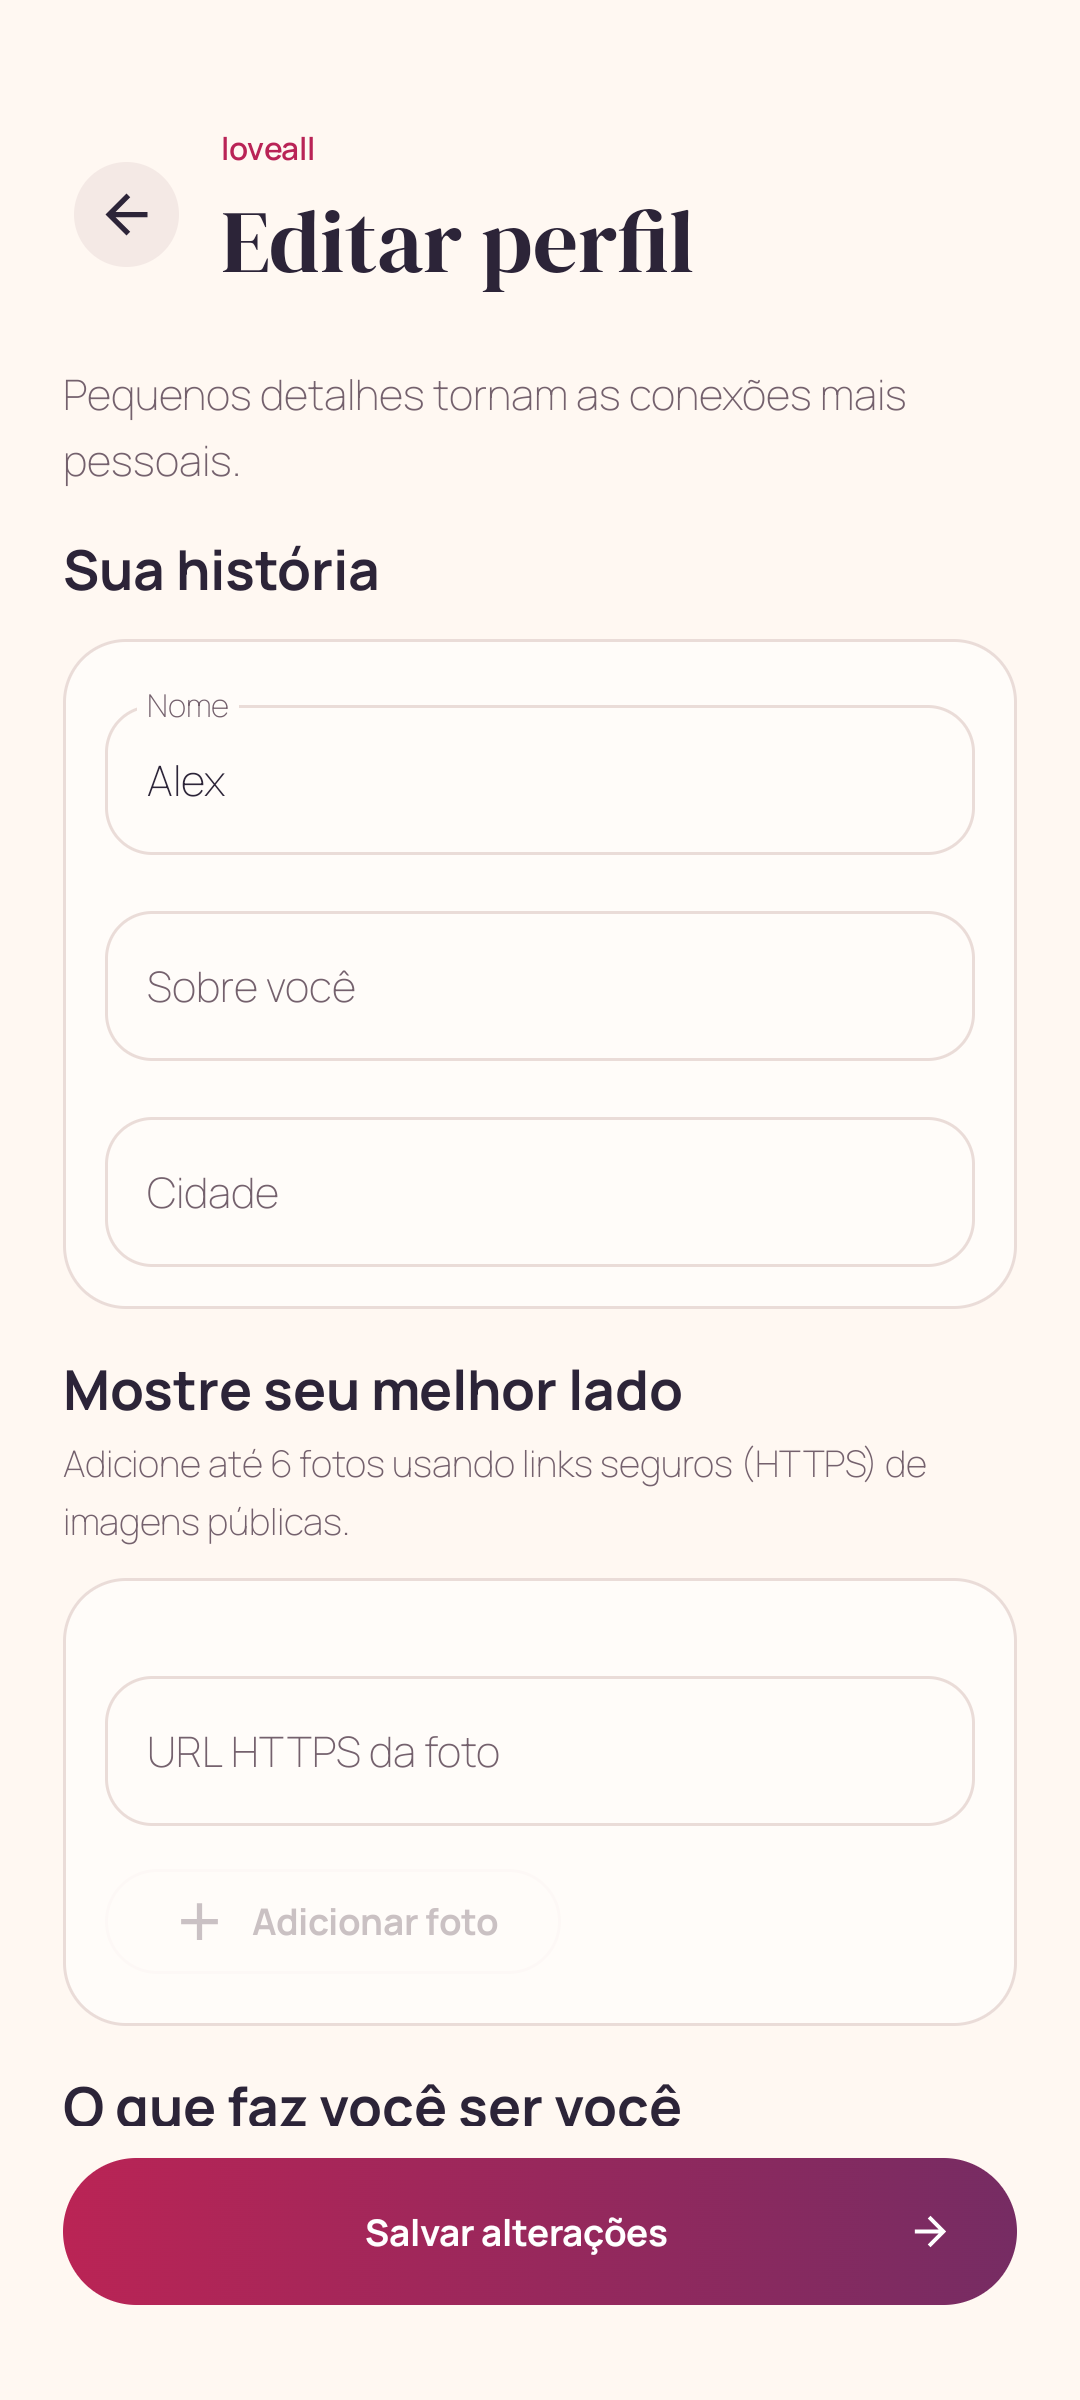 loveall
Editar perfil
Pequenos detalhes tornam as conexões mais
pessoais.
Sua história
Nome
Alex
Sobre você
Cidade
Mostre seu melhor lado
Adicione até 6 fotos usando links seguros (HTTPS) de
imagens públicas.
URL HTTPS da foto
Adicionar foto
O que faz você ser você
Salvar alterações